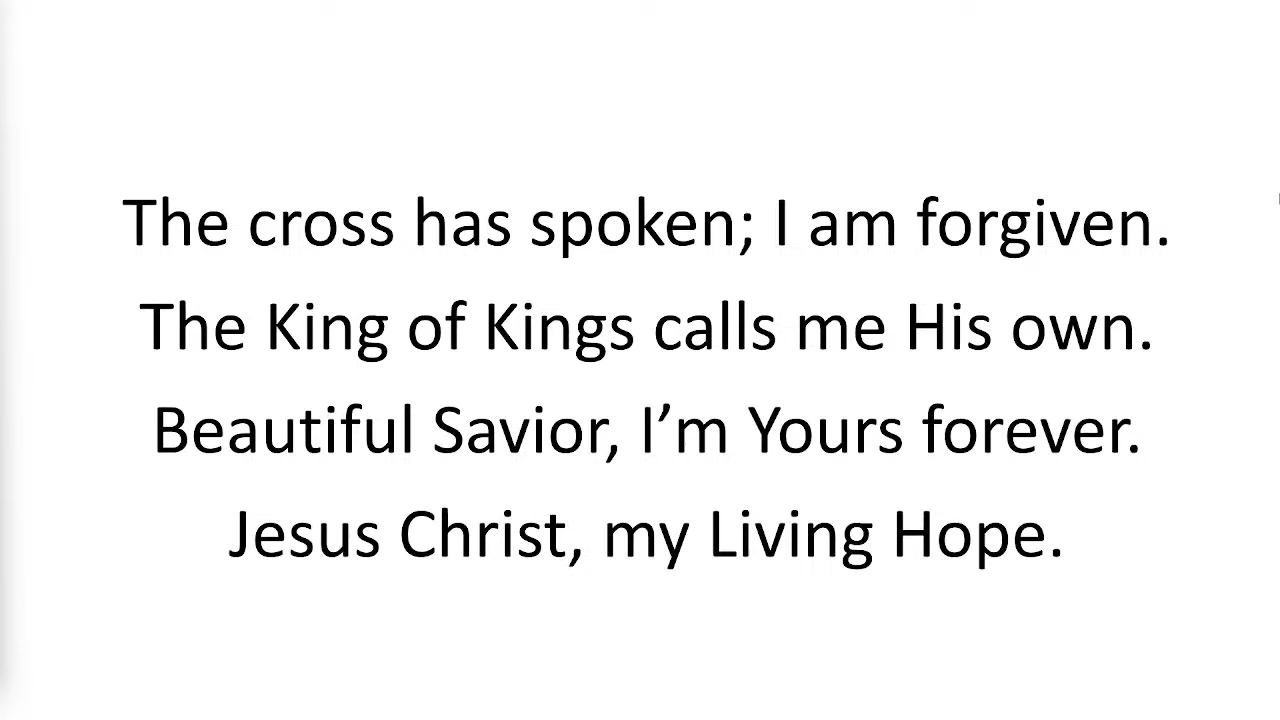 The cross has spoken; I am forgiven.
The King of Kings calls me His own.
Beautiful Savior, I’m Yours forever.
Jesus Christ, my Living Hope.